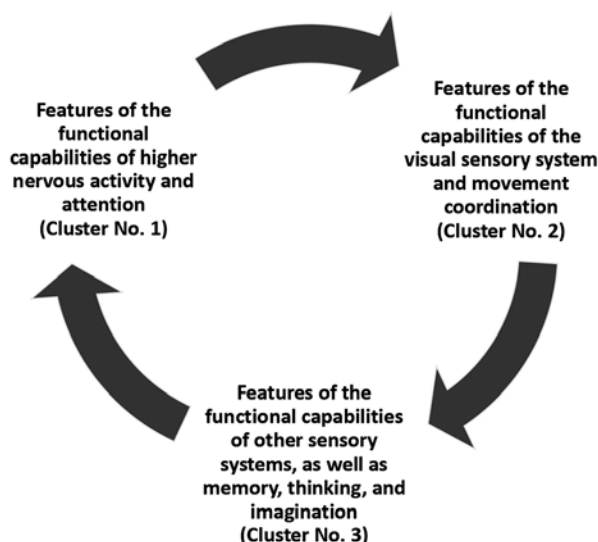 Features of the
functional
capabilities of higher
nervous activity and
attention
(Cluster No. 1)
Features of the
functional
capabilities of the
visual sensory system
and movement
coordination
(Cluster No. 2)
Features of the
functional capabilities
of other sensory
systems, as well as
memory, thinking, and
imagination
(Cluster No. 3)